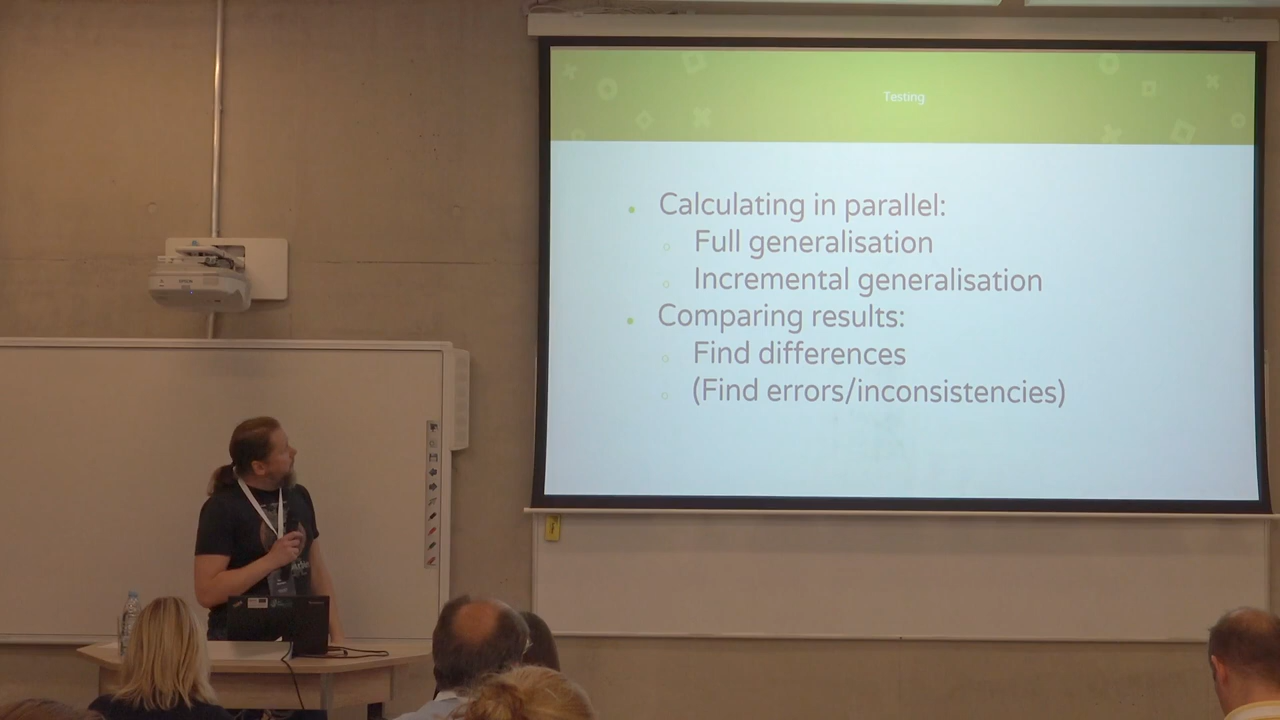 Testing
Calculating in parallel:
Full generalisation
Incremental generalisation
Comparing results:
Find differences
(Find errors/inconsistencies)